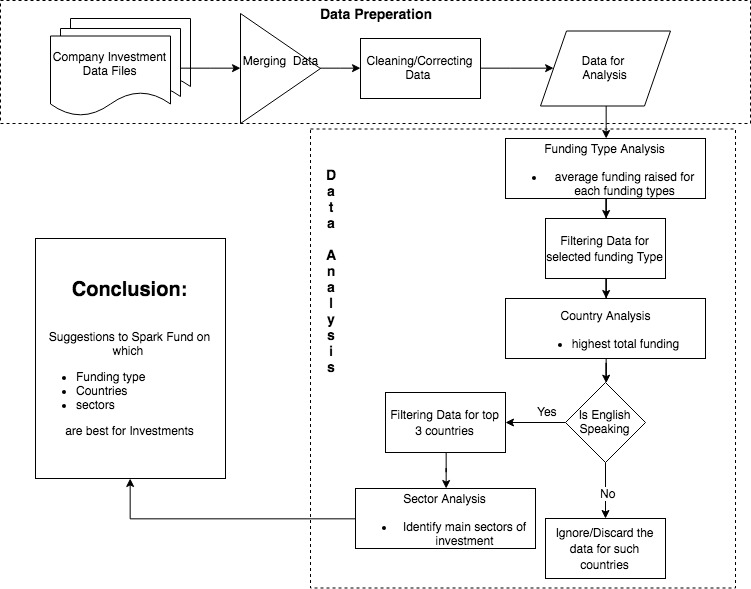 Data Preperation
Company Investment
Data Files
Merging Data
Cleaning/Correcting
Data
Data for
Analysis
Data Analysis
Funding Type Analysis
• average funding raised for
each funding types
Filtering Data for
selected funding Type
Country Analysis
• highest total funding
Is English
Speaking
Yes
No
Filtering Data for top
3 countries
Ignore/Discard the
data for such
countries
Sector Analysis
• Identify main sectors of
investment
Conclusion:
Suggestions to Spark Fund on
which
• Funding type
• Countries
• sectors
are best for Investments